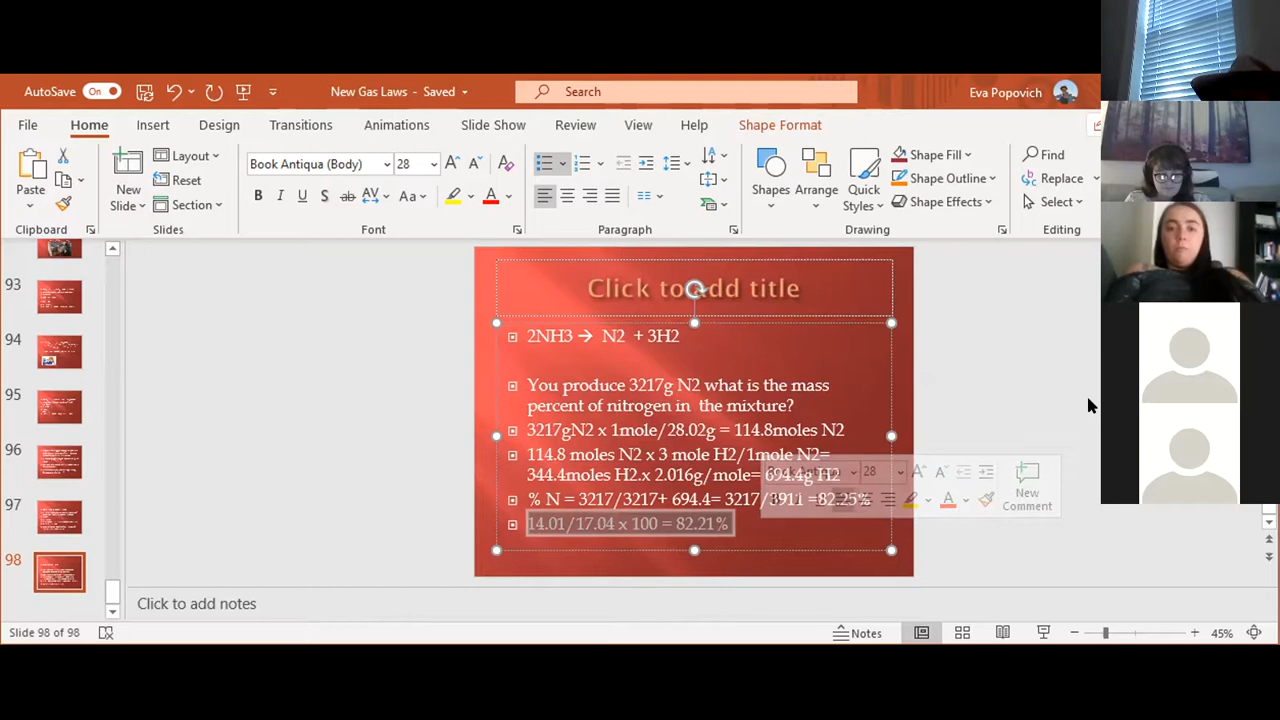 AutoSave On New Gas Laws - Saved Search Eva Popovich
File Home Insert Design Transitions Animations Slide Show Review View Help Shape Format
Paste
Clipboard
New Slide
Layout
Reset
Section
Slides
Book Antiqua (Body) 28
Font
Paragraph
Shapes Arrange Quick Styles
Shape Fill
Shape Outline
Shape Effects
Drawing
Find
Replace
Select
Editing
93
94
95
96
97
98
Click to add title
2NH3 → N2 + 3H2
You produce 3217g N2 what is the mass
percent of nitrogen in the mixture?
3217gN2 x 1mole/28.02g = 114.8moles N2
114.8 moles N2 x 3 mole H2/1mole N2=
344.4moles H2.x 2.016g/mole= 694.4g H2
% N = 3217/3217+ 694.4= 3217/3911 =82.25%
14.01/17.04 x 100 = 82.21%
28
New
Comment
Click to add notes
Slide 98 of 98 Notes 45%